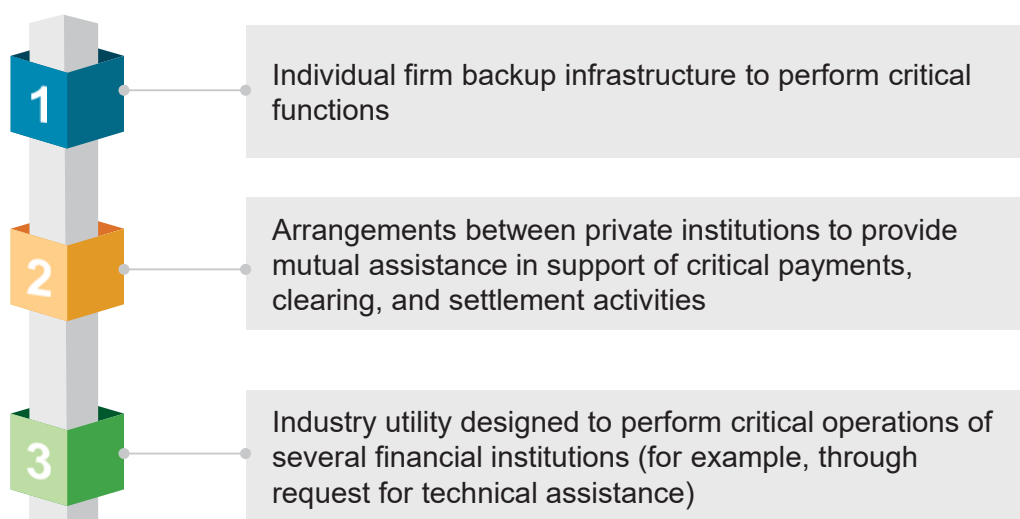 1
Individual firm backup infrastructure to perform critical
functions
2
Arrangements between private institutions to provide
mutual assistance in support of critical payments,
clearing, and settlement activities
3
Industry utility designed to perform critical operations of
several financial institutions (for example, through
request for technical assistance)